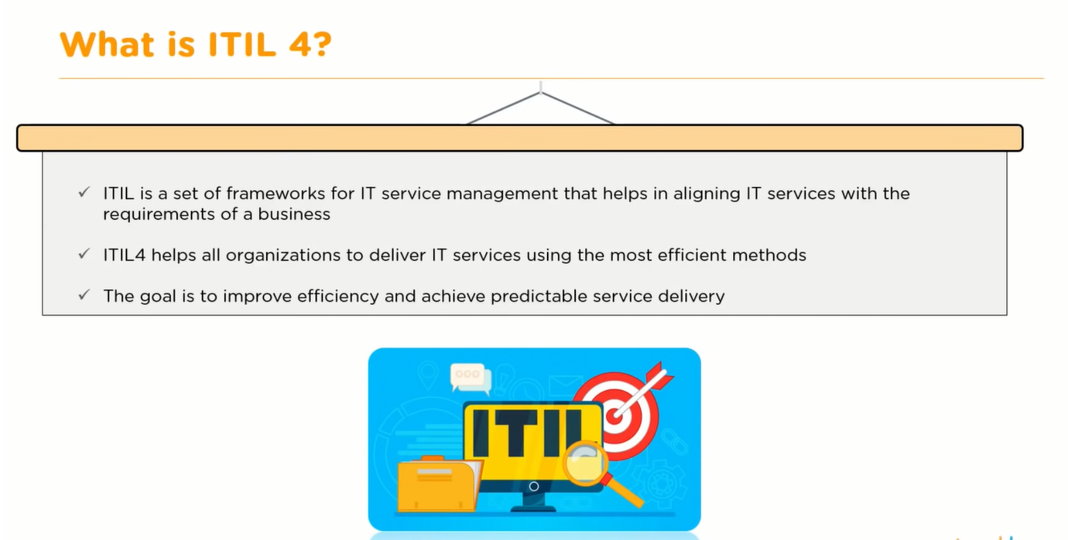 What is ITIL 4?
✓ ITIL is a set of frameworks for IT service management that helps in aligning IT services with the
requirements of a business
✓ ITIL4 helps all organizations to deliver IT services using the most efficient methods
✓ The goal is to improve efficiency and achieve predictable service delivery
ITIL